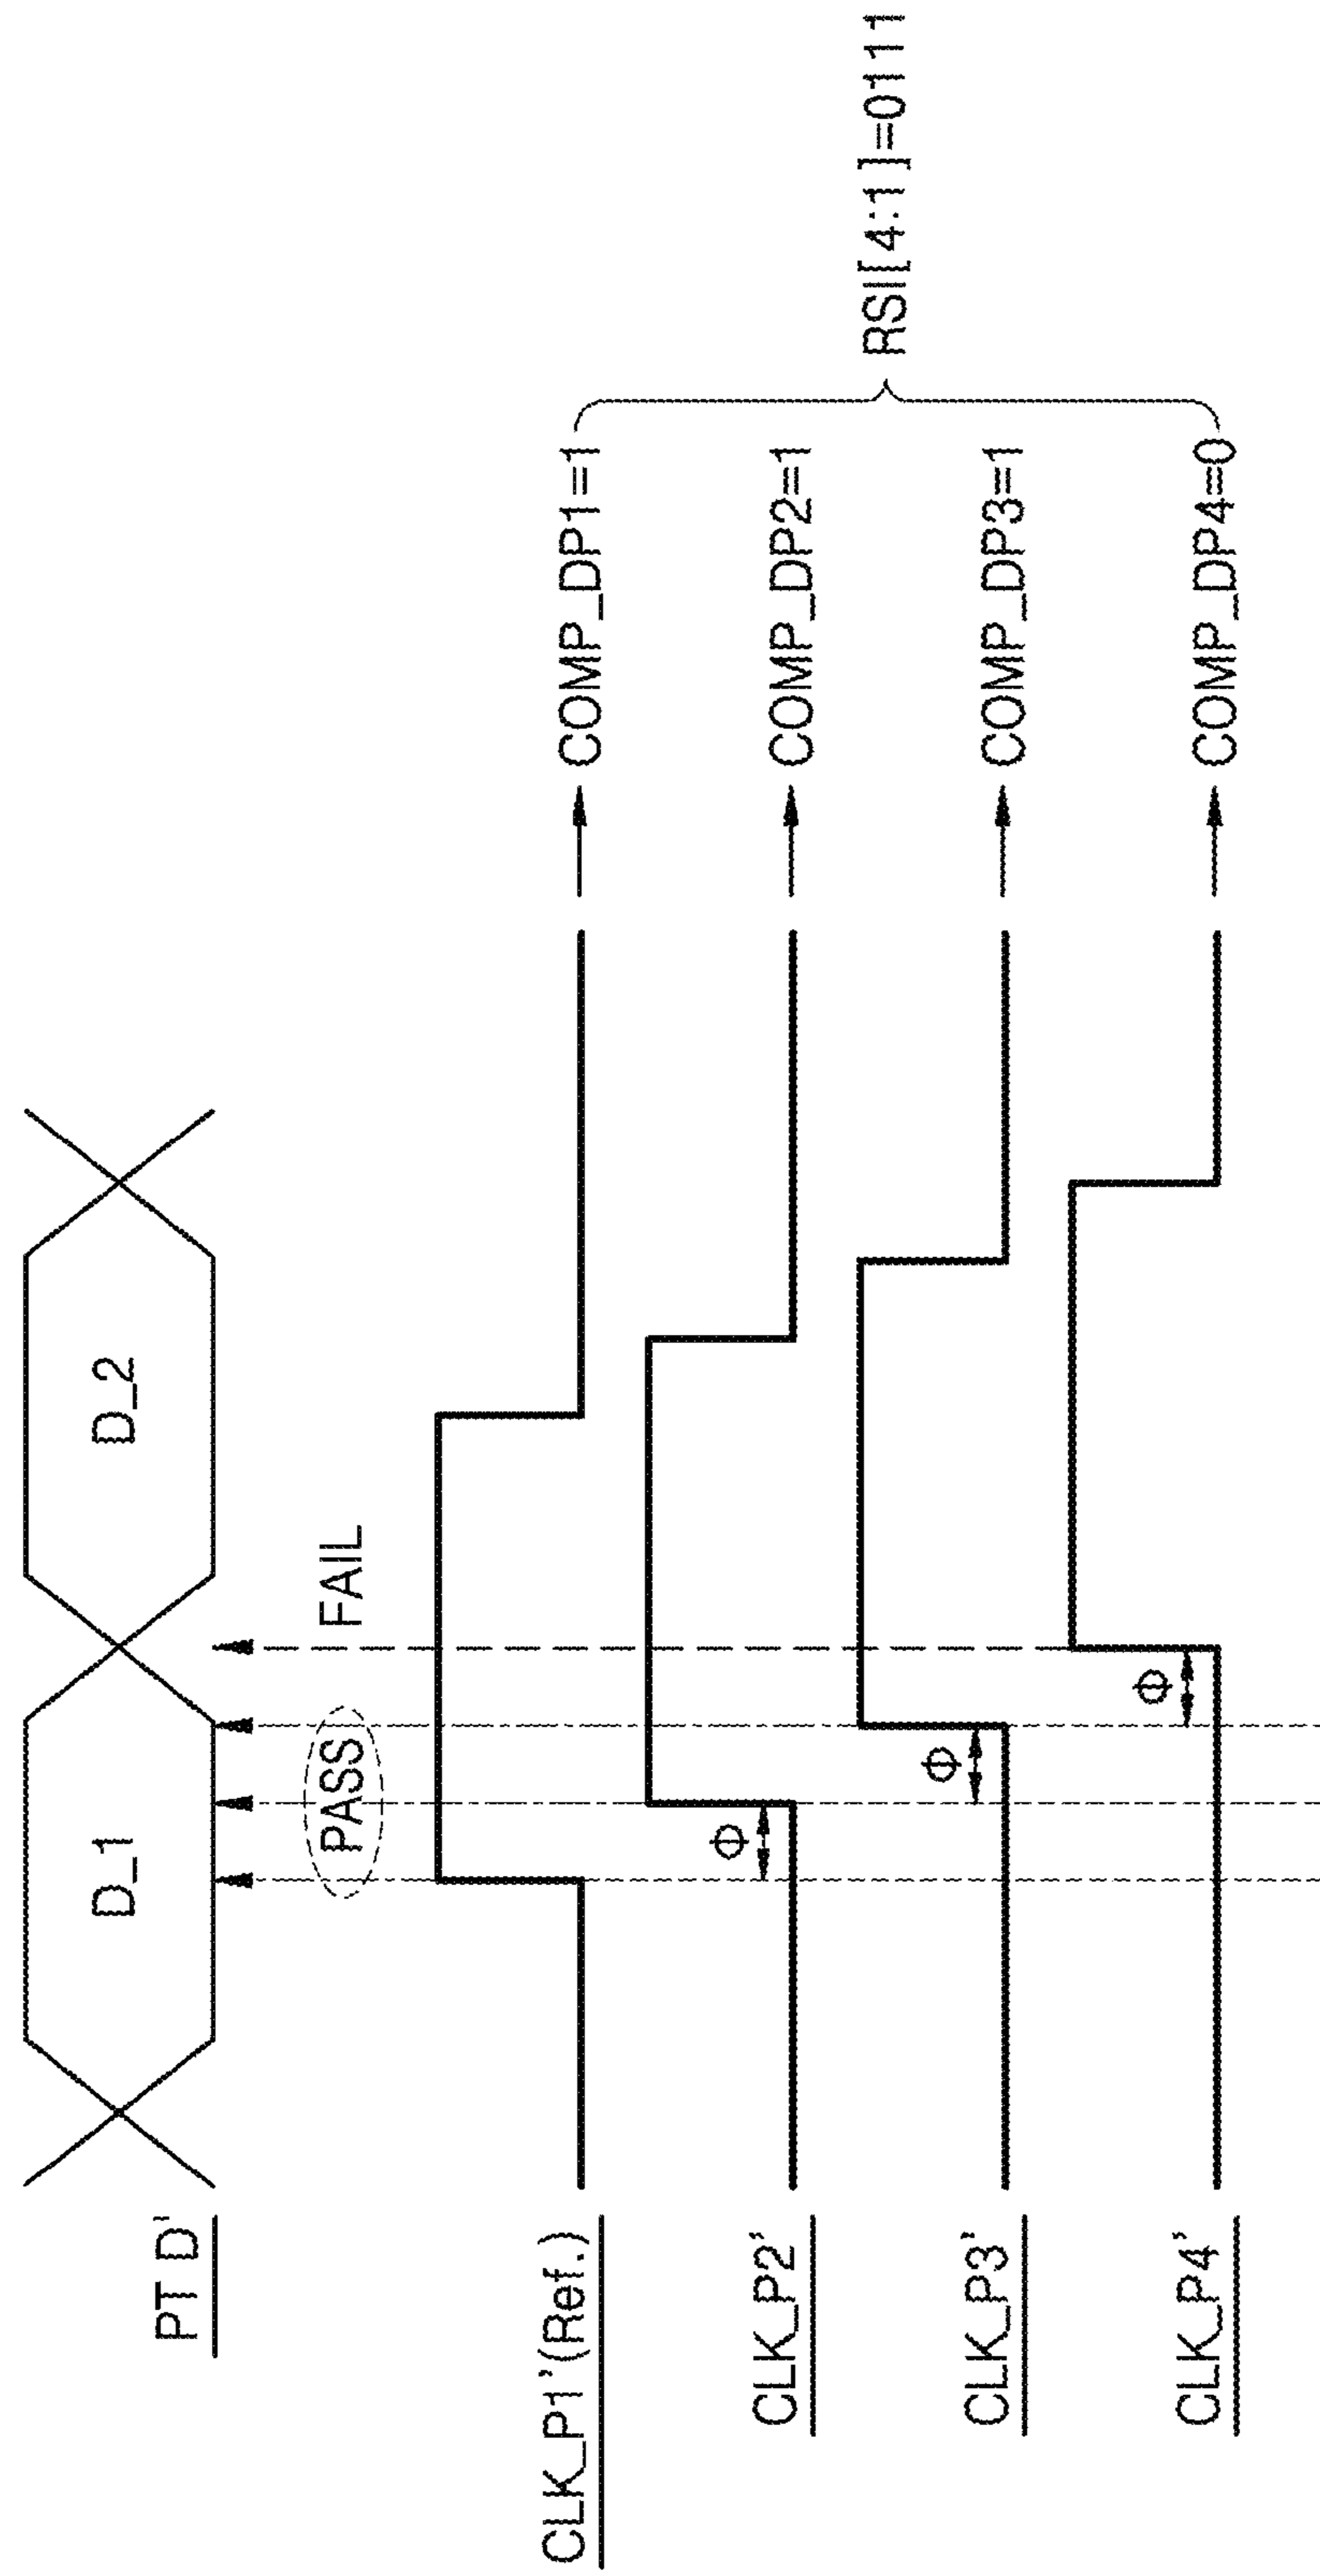 PT D'
D_1
D_2
PASS
FAIL
CLK_P1'(Ref.)
COMP_DP1=1
Φ
CLK_P2'
COMP_DP2=1
Φ
CLK_P3'
COMP_DP3=1
Φ
CLK_P4'
COMP_DP4=0
RSI[4:1]=0111